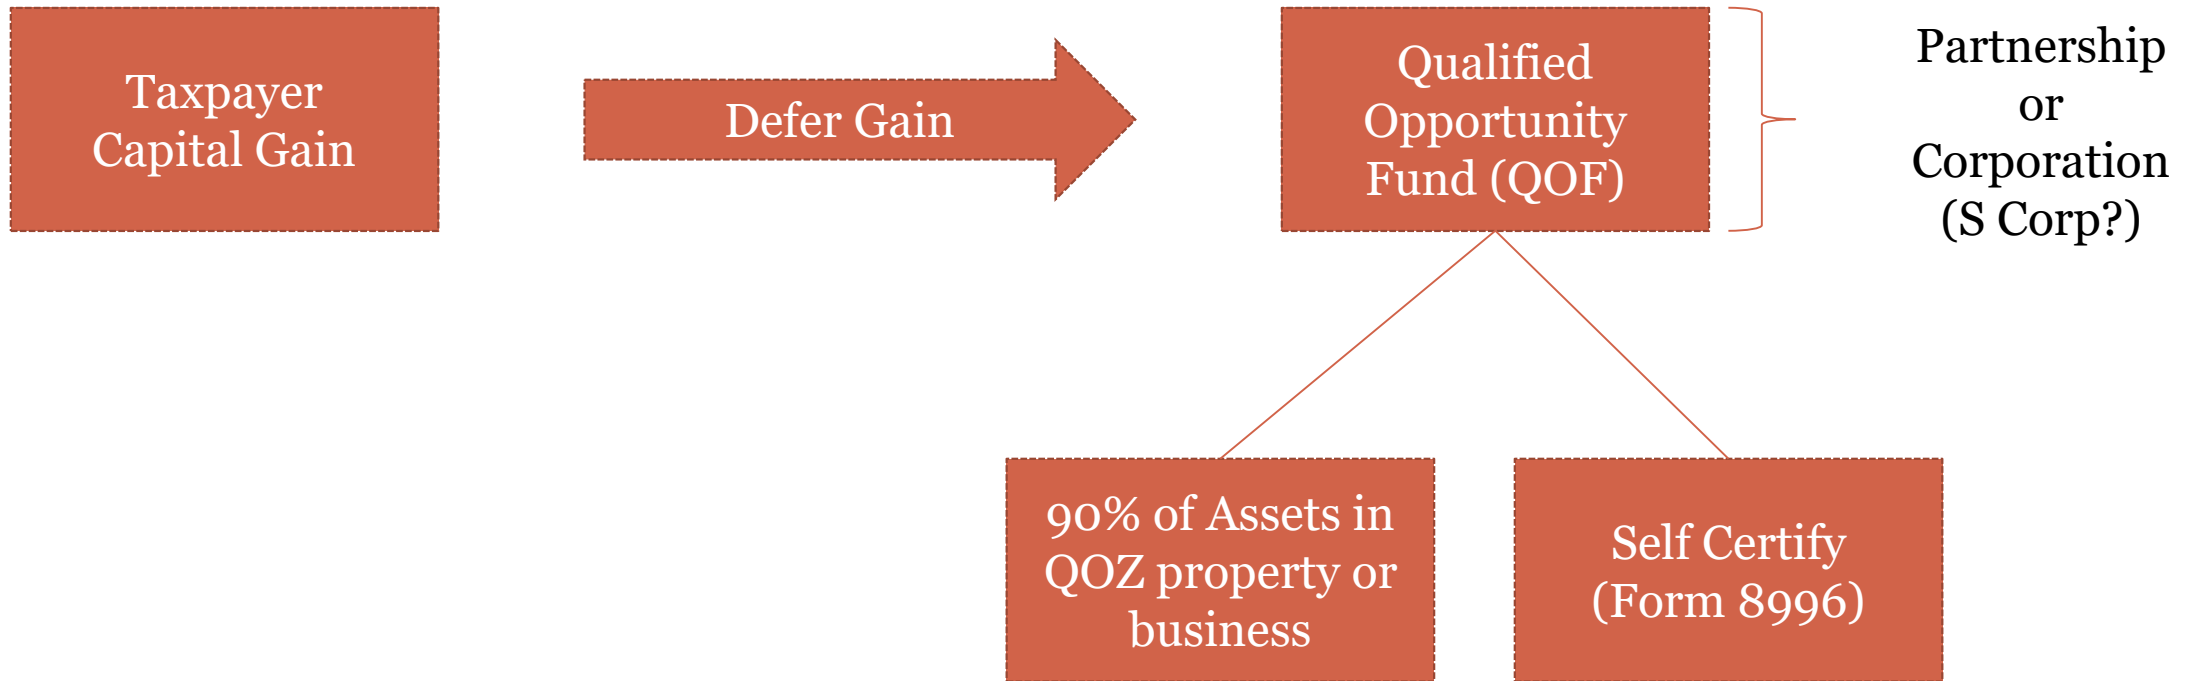 Taxpayer
Capital Gain
Defer Gain
Qualified
Opportunity
Fund (QOF)
Partnership
or
Corporation
(S Corp?)
90% of Assets in
QOZ property or
business
Self Certify
(Form 8996)